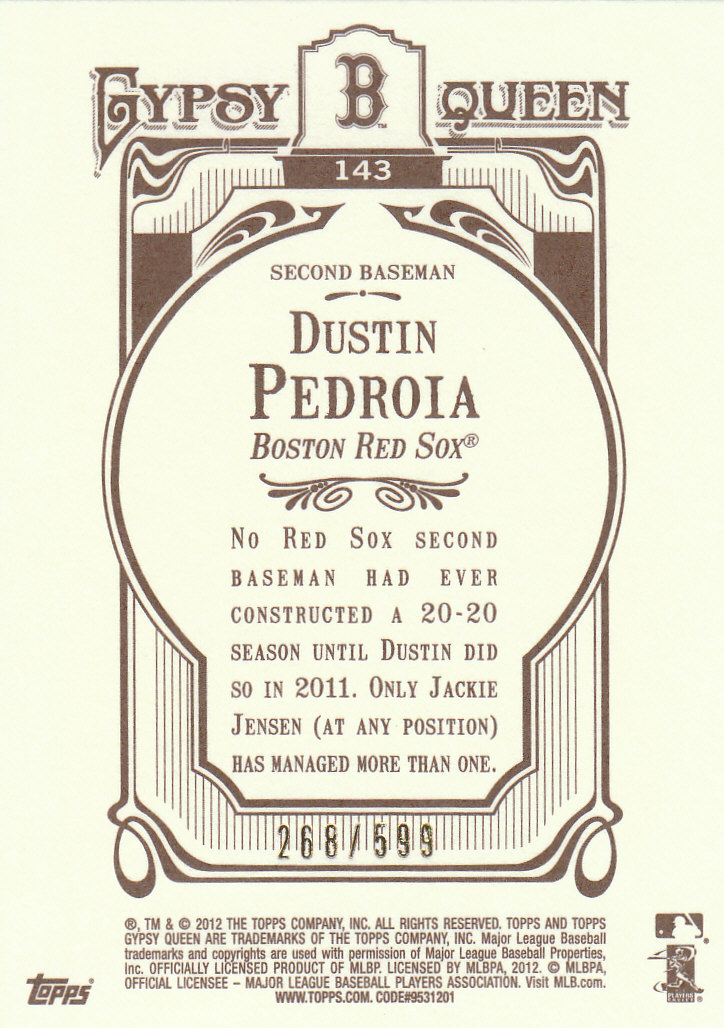 GYPSY B QUEEN
TM
143
SECOND BASEMAN
DUSTIN
PEDROIA
BOSTON RED SOX®
NO RED SOX SECOND
BASEMAN HAD EVER
CONSTRUCTED A 20-20
SEASON UNTIL DUSTIN DID
SO IN 2011. ONLY JACKIE
JENSEN (AT ANY POSITION)
HAS MANAGED MORE THAN ONE.
268/599
®, TM & © 2012 THE TOPPS COMPANY, INC. ALL RIGHTS RESERVED. TOPPS AND TOPPS
GYPSY QUEEN ARE TRADEMARKS OF THE TOPPS COMPANY, INC. Major League Baseball
trademarks and copyrights are used with permission of Major League Baseball Properties,
Inc. OFFICIALLY LICENSED PRODUCT OF MLBP. LICENSED BY MLBPA, 2012. © MLBPA,
OFFICIAL LICENSEE – MAJOR LEAGUE BASEBALL PLAYERS ASSOCIATION. Visit MLB.com.
WWW.TOPPS.COM. CODE#9531201
topps®